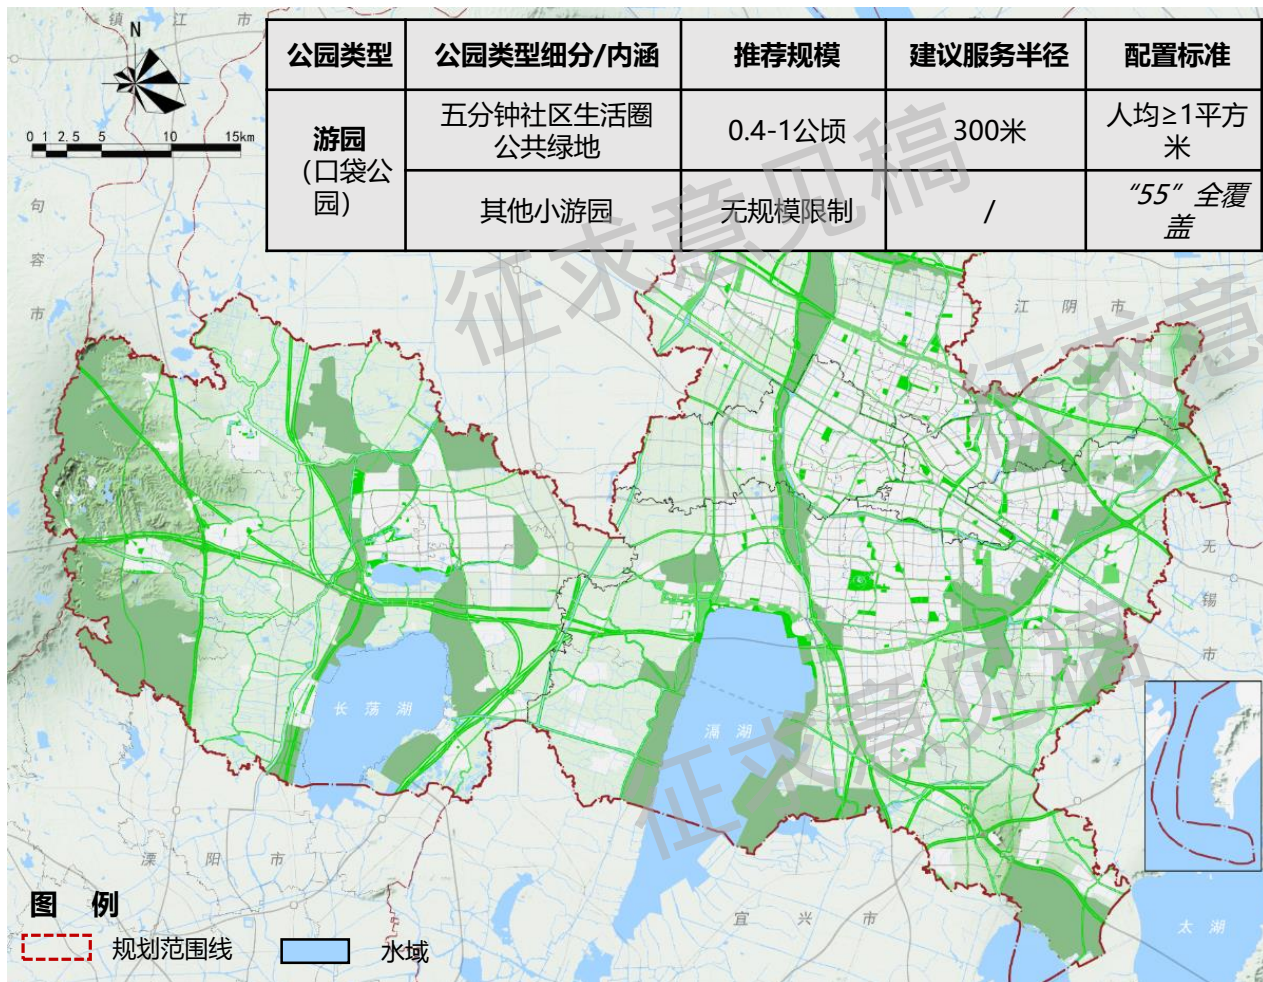 镇 江 市
N
0 1 2.5 5 10 15km
公园类型 公园类型细分/内涵 推荐规模 建议服务半径 配置标准
游园
（口袋公
园）
五分钟社区生活圈
公共绿地
0.4-1公顷
300米
人均≥1平方
米
其他小游园
无规模限制
/
“55”全覆
盖
句
容
市
江 阴 市
无
锡
市
长 荡 湖
滆 湖
溧 阳 市
宜 兴 市
太 湖
征求意见稿
征求意
征求意见稿
图 例
规划范围线
水域